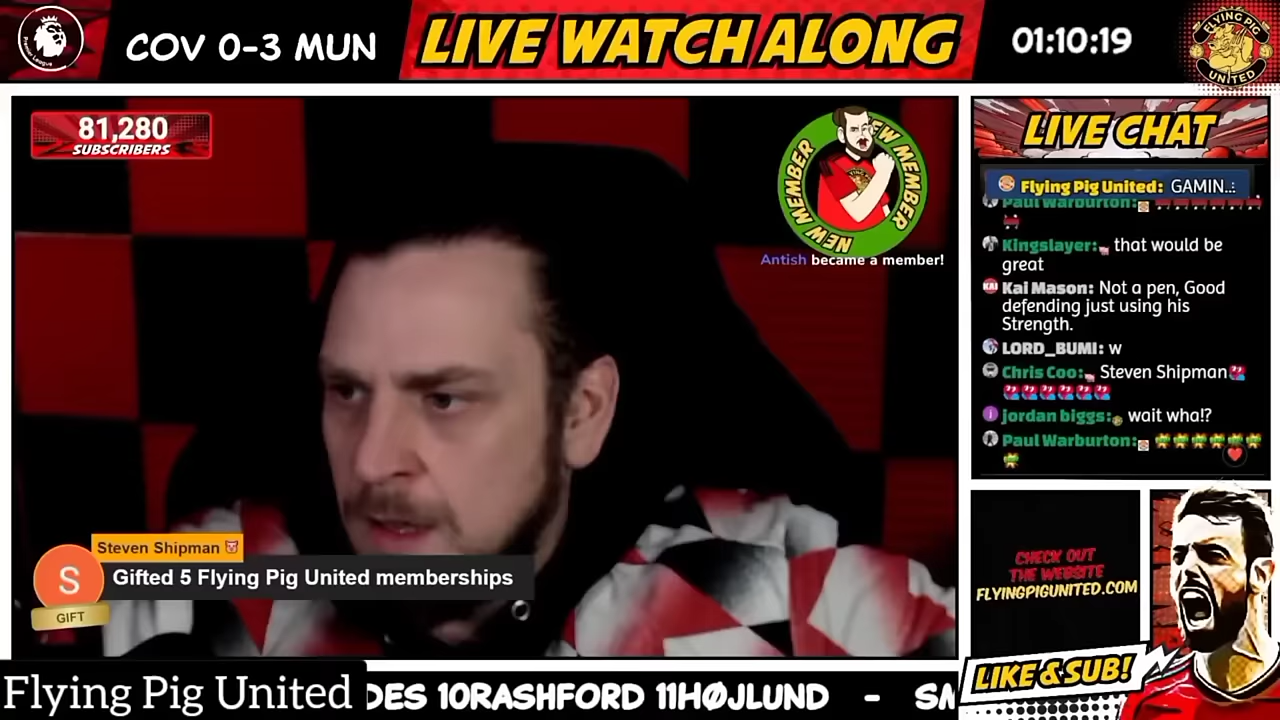 Premier League
COV 0-3 MUN
LIVE WATCH ALONG
01:10:19
FLYING PIG
UNITED
81,280
SUBSCRIBERS
NEW MEMBER
NEW MEMBER
Antish became a member!
LIVE CHAT
Flying Pig United: GAMIN..
Paul Warburton:
Kingslayer: that would be
great
KAI Kai Mason: Not a pen, Good
defending just using his
Strength.
LORD_BUMI: w
Chris Coo: Steven Shipman
i jordan biggs: wait wha!?
Paul Warburton:
Steven Shipman
S
Gifted 5 Flying Pig United memberships
GIFT
CHECK OUT
THE WEBSITE
FLYINGPIGUNITED.COM
LIKE & SUB!
Flying Pig United
DES 10RASHFORD 11HØJLUND - SM